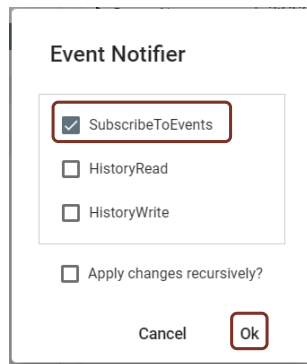 Event Notifier
SubscribeToEvents
HistoryRead
HistoryWrite
Apply changes recursively?
Cancel Ok